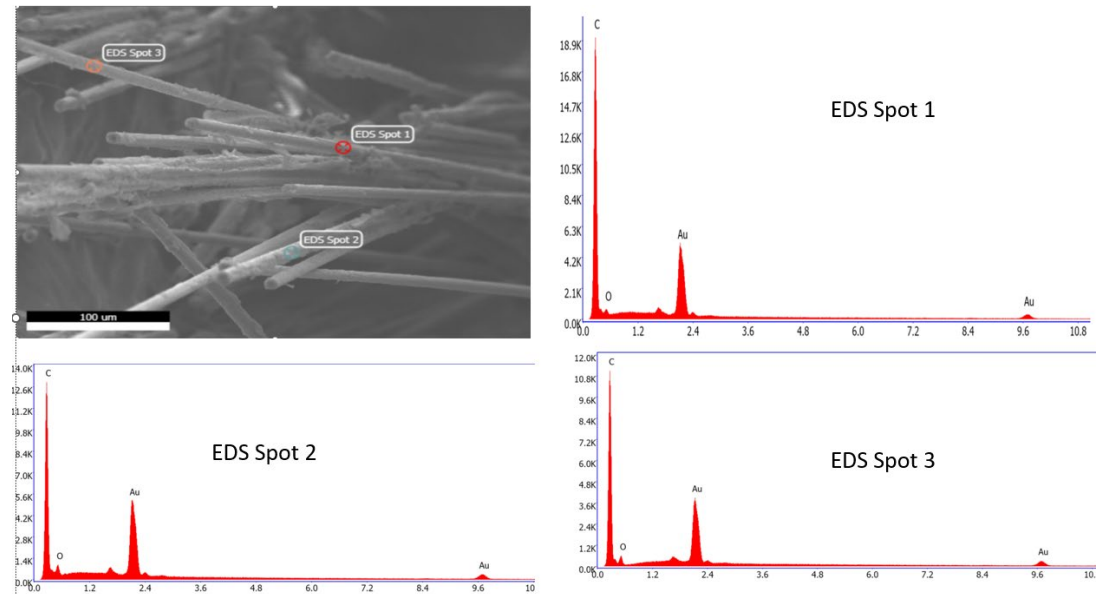 EDS Spot 3
EDS Spot 1
EDS Spot 2
100 um
EDS Spot 1
C
O
Au
Au
18.9K
16.8K
14.7K
12.6K
10.5K
8.4K
6.3K
4.2K
2.1K
0.0K
0.0 1.2 2.4 3.6 4.8 6.0 7.2 8.4 9.6 10.8
EDS Spot 2
C
O
Au
Au
14.0K
12.6K
11.2K
9.8K
8.4K
7.0K
5.6K
4.2K
2.8K
1.4K
0.0K
0.0 1.2 2.4 3.6 4.8 6.0 7.2 8.4 9.6
EDS Spot 3
C
O
Au
Au
12.0K
10.8K
9.6K
8.4K
7.2K
6.0K
4.8K
3.6K
2.4K
1.2K
0.0K
0.0 1.2 2.4 3.6 4.8 6.0 7.2 8.4 9.6 10.